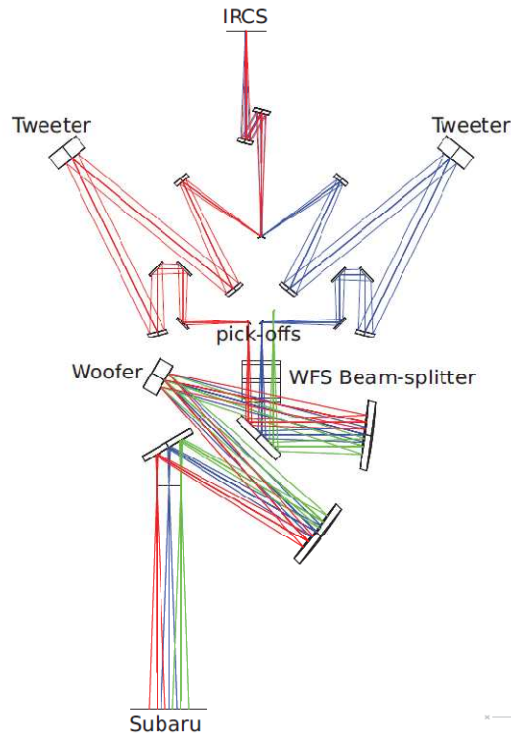 IRCS
Tweeter
Tweeter
pick-offs
Woofer
WFS Beam-splitter
Subaru